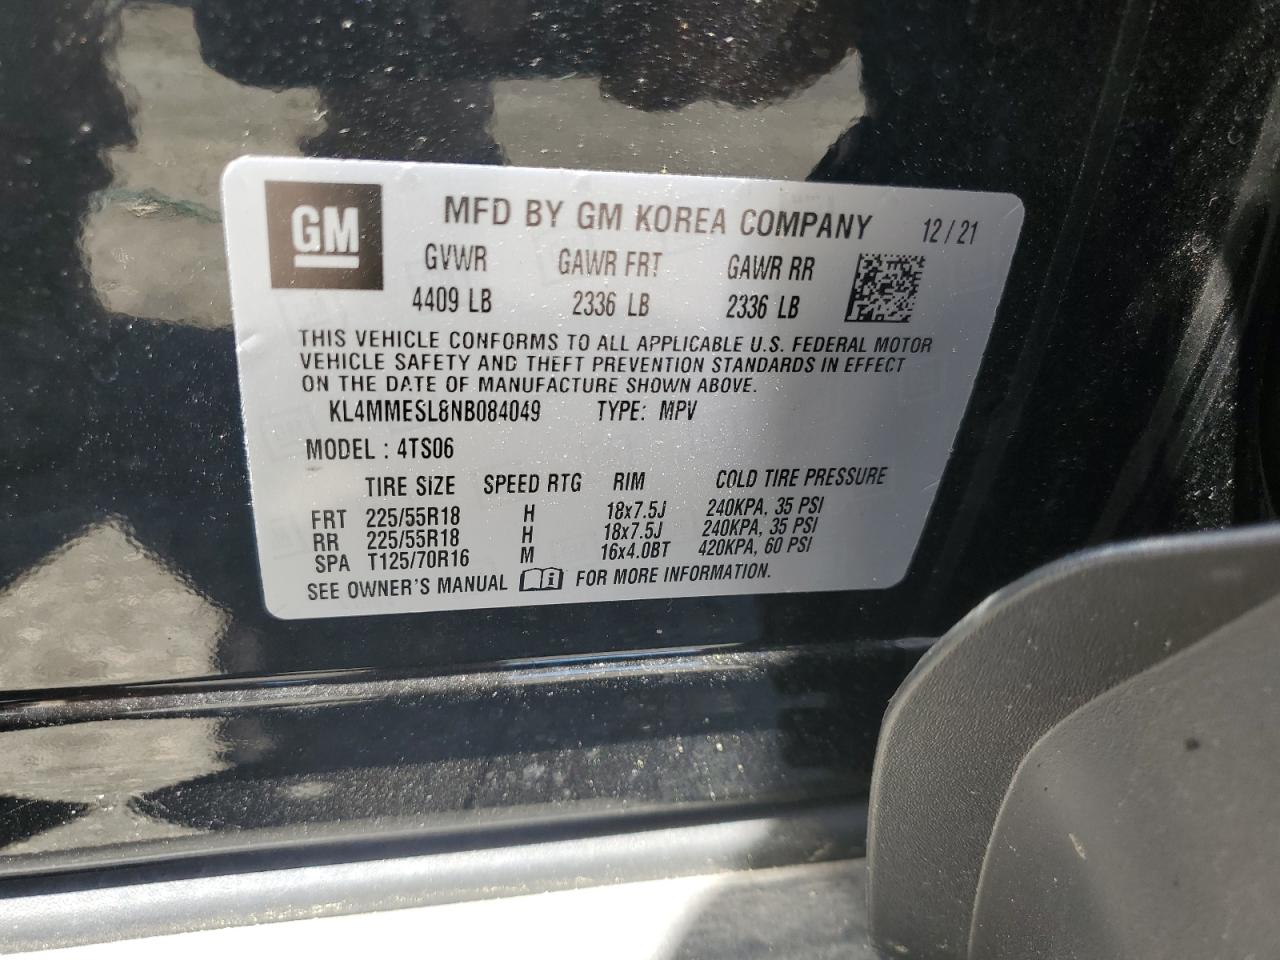 GM
MFD BY GM KOREA COMPANY 12/21
GVWR GAWR FRT GAWR RR
4409 LB 2336 LB 2336 LB
THIS VEHICLE CONFORMS TO ALL APPLICABLE U.S. FEDERAL MOTOR
VEHICLE SAFETY AND THEFT PREVENTION STANDARDS IN EFFECT
ON THE DATE OF MANUFACTURE SHOWN ABOVE.
KL4MMESL8NB084049 TYPE: MPV
MODEL : 4TS06
TIRE SIZE SPEED RTG RIM COLD TIRE PRESSURE
FRT 225/55R18 H 18x7.5J 240KPA, 35 PSI
RR 225/55R18 H 18x7.5J 240KPA, 35 PSI
SPA T125/70R16 M 16x4.0BT 420KPA, 60 PSI
SEE OWNER'S MANUAL FOR MORE INFORMATION.